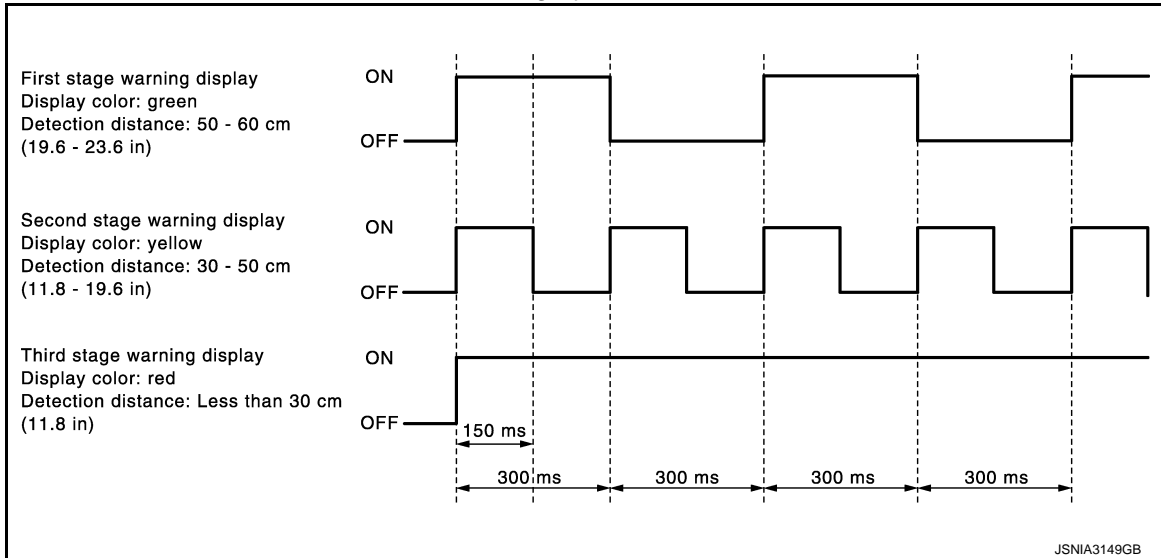 First stage warning display
Display color: green
Detection distance: 50 - 60 cm
(19.6 - 23.6 in)
ON
OFF
Second stage warning display
Display color: yellow
Detection distance: 30 - 50 cm
(11.8 - 19.6 in)
ON
OFF
Third stage warning display
Display color: red
Detection distance: Less than 30 cm
(11.8 in)
ON
OFF
150 ms
300 ms
300 ms
300 ms
300 ms
JSNIA3149GB